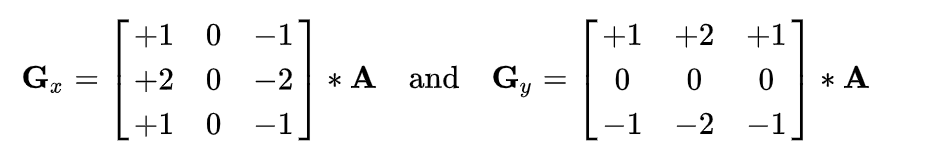 +1 0 −1 +1 +2 +1
Gₓ = +2 0 −2 ∗ A and Gᵧ = 0 0 0 ∗ A
+1 0 −1 −1 −2 −1